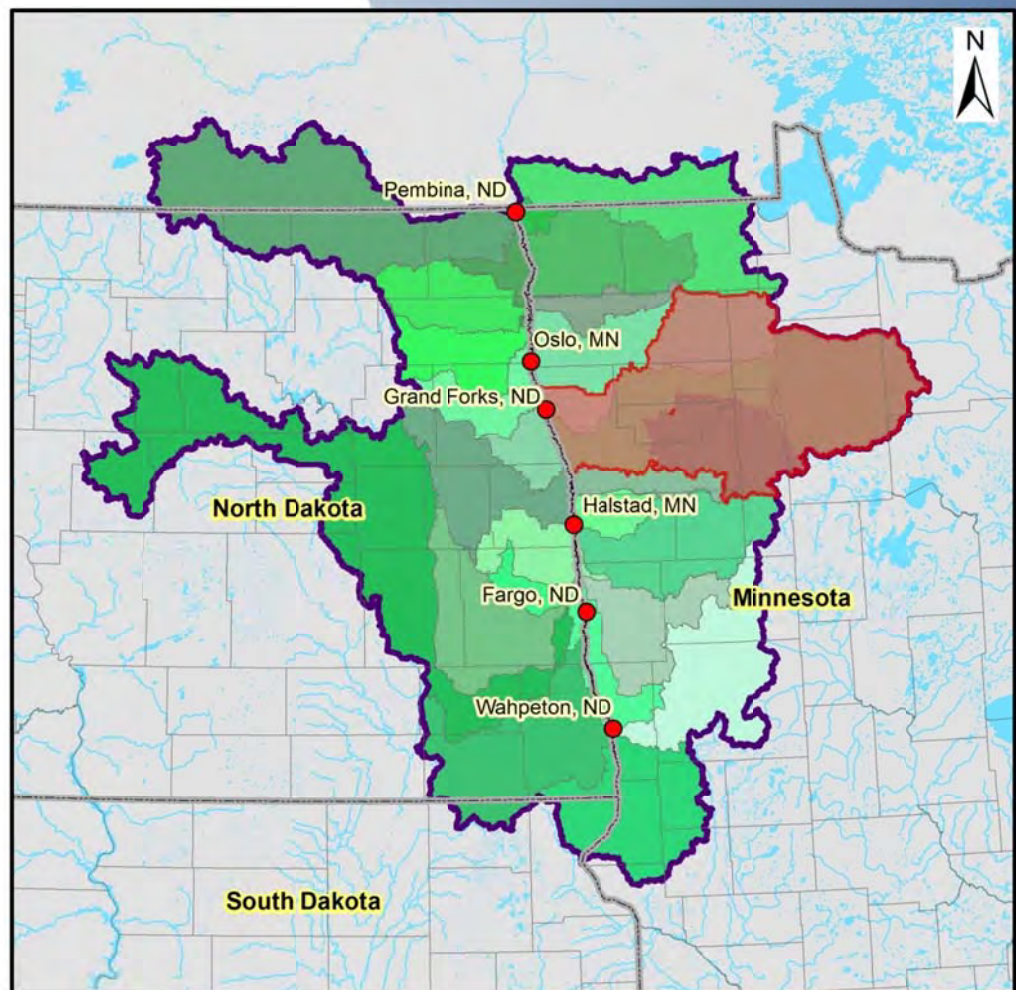 N
Pembina, ND
Oslo, MN
Grand Forks, ND
North Dakota
Halstad, MN
Fargo, ND
Minnesota
Wahpeton, ND
South Dakota